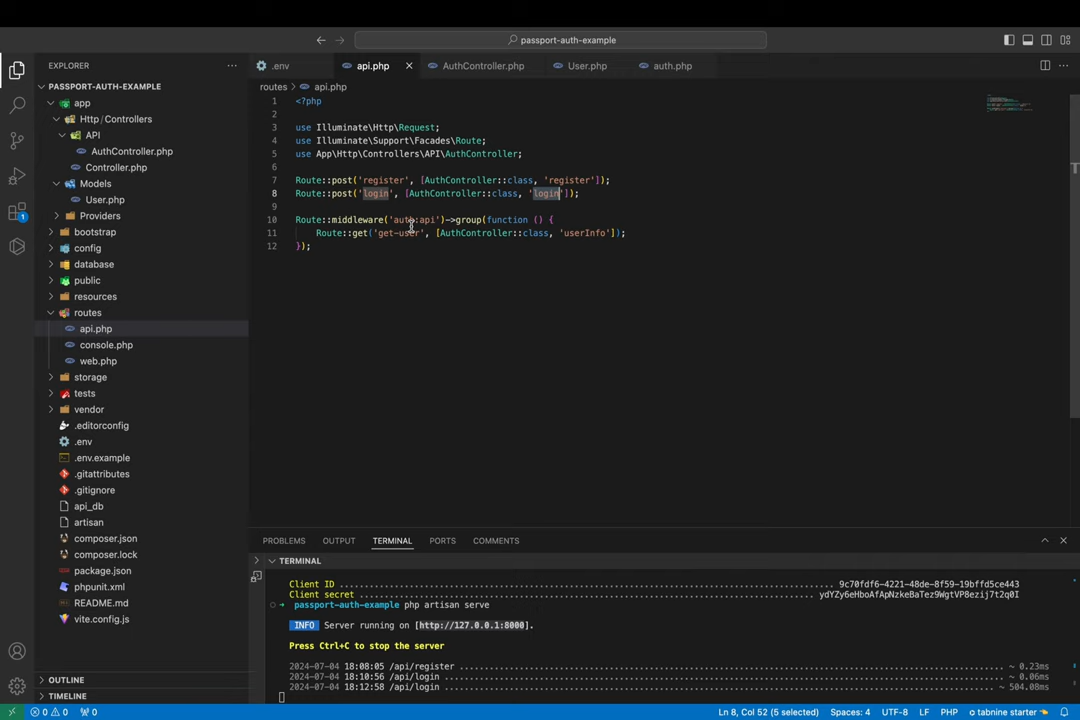 passport-auth-example
EXPLORER
.env
api.php
AuthController.php
User.php
auth.php
PASSPORT-AUTH-EXAMPLE
app
Http/Controllers
API
AuthController.php
Controller.php
Models
User.php
Providers
bootstrap
config
database
public
resources
routes
api.php
console.php
web.php
storage
tests
vendor
.editorconfig
.env
.env.example
.gitattributes
.gitignore
api_db
artisan
composer.json
composer.lock
package.json
phpunit.xml
README.md
vite.config.js
OUTLINE
TIMELINE
routes > api.php
1 <?php
2
3 use Illuminate\Http\Request;
4 use Illuminate\Support\Facades\Route;
5 use App\Http\Controllers\API\AuthController;
6
7 Route::post('register', [AuthController::class, 'register']);
8 Route::post('login', [AuthController::class, 'login']);
9
10 Route::middleware('auth:api')->group(function () {
11 Route::get('get-user', [AuthController::class, 'userInfo']);
12 });
PROBLEMS OUTPUT TERMINAL PORTS COMMENTS
TERMINAL
Client ID ... 9c70fdf6-4221-48de-8f59-19bffd5ce443
Client secret ... ydYZy6eHboAfApNzkeBaTez9WgtVP8ezij7t2q0I
passport-auth-example php artisan serve
INFO Server running on [http://127.0.0.1:8000].
Press Ctrl+C to stop the server
2024-07-04 18:08:05 /api/register ... ~ 0.23ms
2024-07-04 18:10:56 /api/login ... ~ 0.06ms
2024-07-04 18:12:58 /api/login ... ~ 504.08ms
0 0 0 Ln 8, Col 52 (5 selected) Spaces: 4 UTF-8 LF PHP tabnine starter